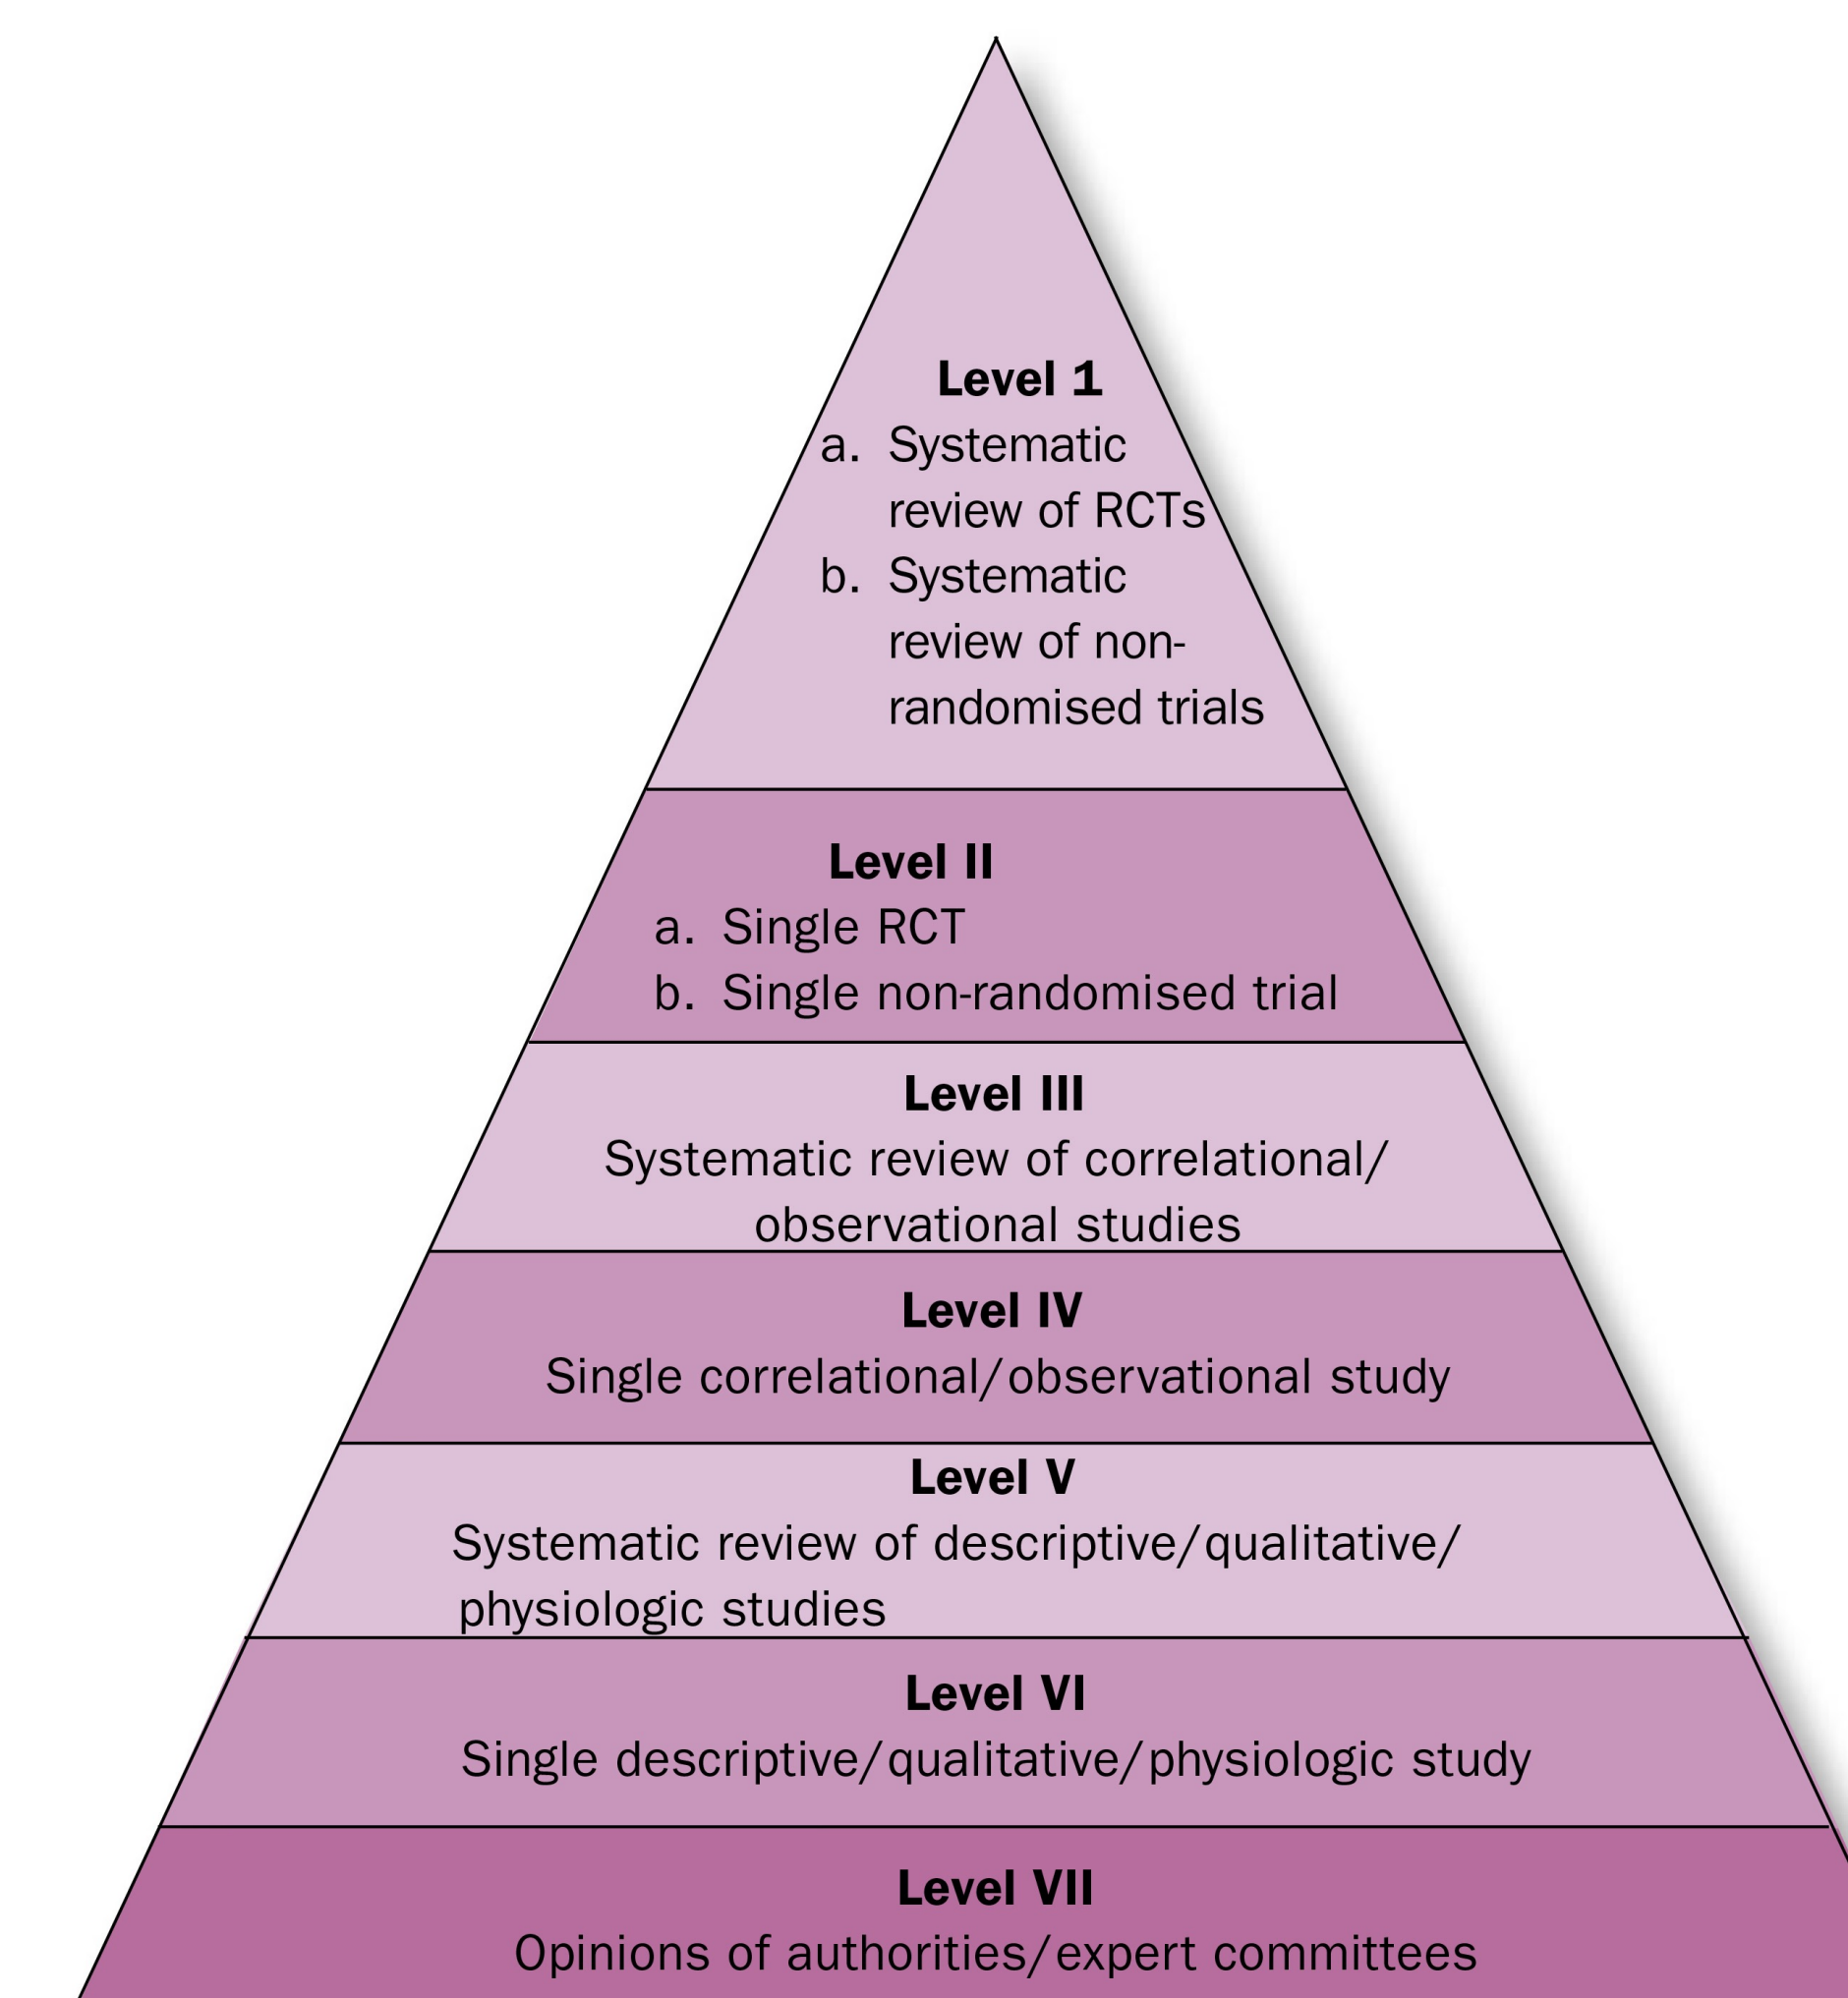 Level 1
a. Systematic
review of RCTs
b. Systematic
review of non-
randomised trials
Level II
a. Single RCT
b. Single non-randomised trial
Level III
Systematic review of correlational/
observational studies
Level IV
Single correlational/observational study
Level V
Systematic review of descriptive/qualitative/
physiologic studies
Level VI
Single descriptive/qualitative/physiologic study
Level VII
Opinions of authorities/expert committees